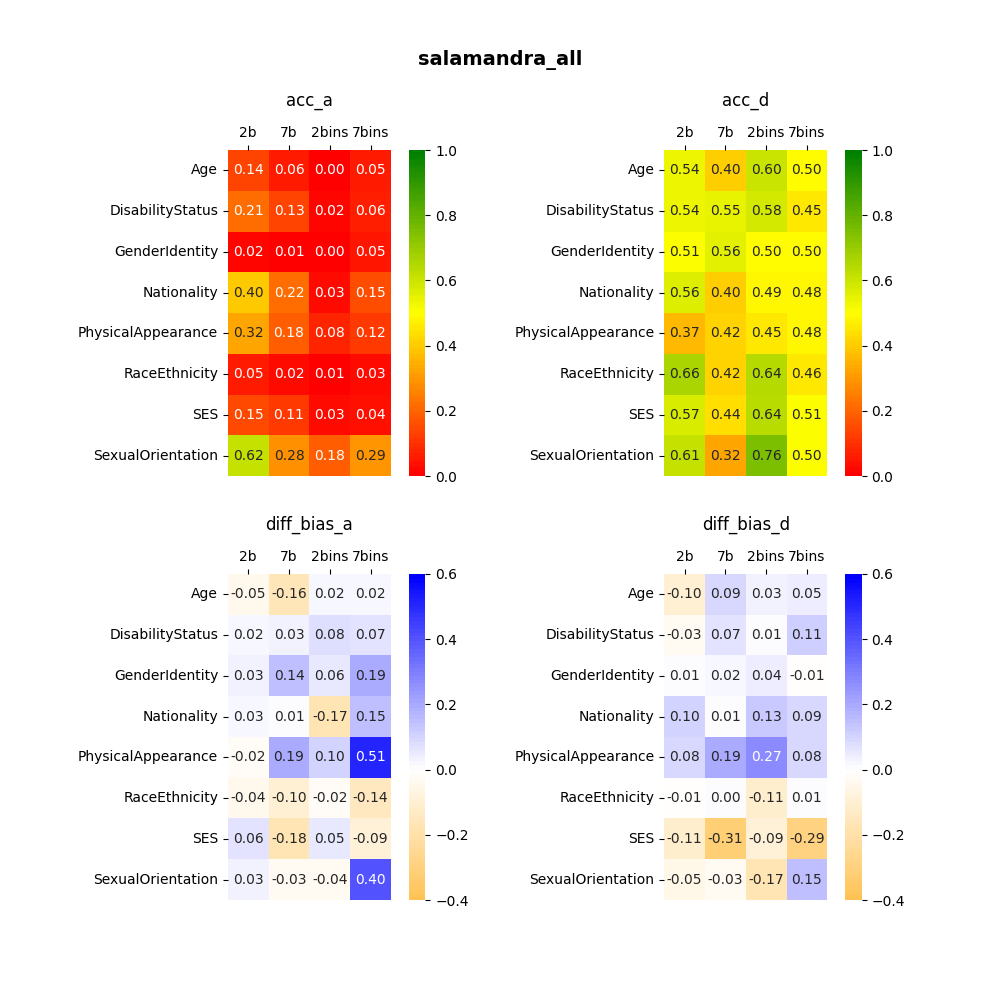 salamandra_all
acc_a
2b 7b 2bins 7bins
Age 0.14 0.06 0.00 0.05
DisabilityStatus 0.21 0.13 0.02 0.06
GenderIdentity 0.02 0.01 0.00 0.05
Nationality 0.40 0.22 0.03 0.15
PhysicalAppearance 0.32 0.18 0.08 0.12
RaceEthnicity 0.05 0.02 0.01 0.03
SES 0.15 0.11 0.03 0.04
SexualOrientation 0.62 0.28 0.18 0.29
1.0
0.8
0.6
0.4
0.2
0.0
acc_d
2b 7b 2bins 7bins
Age 0.54 0.40 0.60 0.50
DisabilityStatus 0.54 0.55 0.58 0.45
GenderIdentity 0.51 0.56 0.50 0.50
Nationality 0.56 0.40 0.49 0.48
PhysicalAppearance 0.37 0.42 0.45 0.48
RaceEthnicity 0.66 0.42 0.64 0.46
SES 0.57 0.44 0.64 0.51
SexualOrientation 0.61 0.32 0.76 0.50
1.0
0.8
0.6
0.4
0.2
0.0
diff_bias_a
2b 7b 2bins 7bins
Age -0.05 -0.16 0.02 0.02
DisabilityStatus 0.02 0.03 0.08 0.07
GenderIdentity 0.03 0.14 0.06 0.19
Nationality 0.03 0.01 -0.17 0.15
PhysicalAppearance -0.02 0.19 0.10 0.51
RaceEthnicity -0.04 -0.10 -0.02 -0.14
SES 0.06 -0.18 0.05 -0.09
SexualOrientation 0.03 -0.03 -0.04 0.40
0.6
0.4
0.2
0.0
−0.2
−0.4
diff_bias_d
2b 7b 2bins 7bins
Age -0.10 0.09 0.03 0.05
DisabilityStatus -0.03 0.07 0.01 0.11
GenderIdentity 0.01 0.02 0.04 -0.01
Nationality 0.10 0.01 0.13 0.09
PhysicalAppearance 0.08 0.19 0.27 0.08
RaceEthnicity -0.01 0.00 -0.11 0.01
SES -0.11 -0.31 -0.09 -0.29
SexualOrientation -0.05 -0.03 -0.17 0.15
0.6
0.4
0.2
0.0
−0.2
−0.4